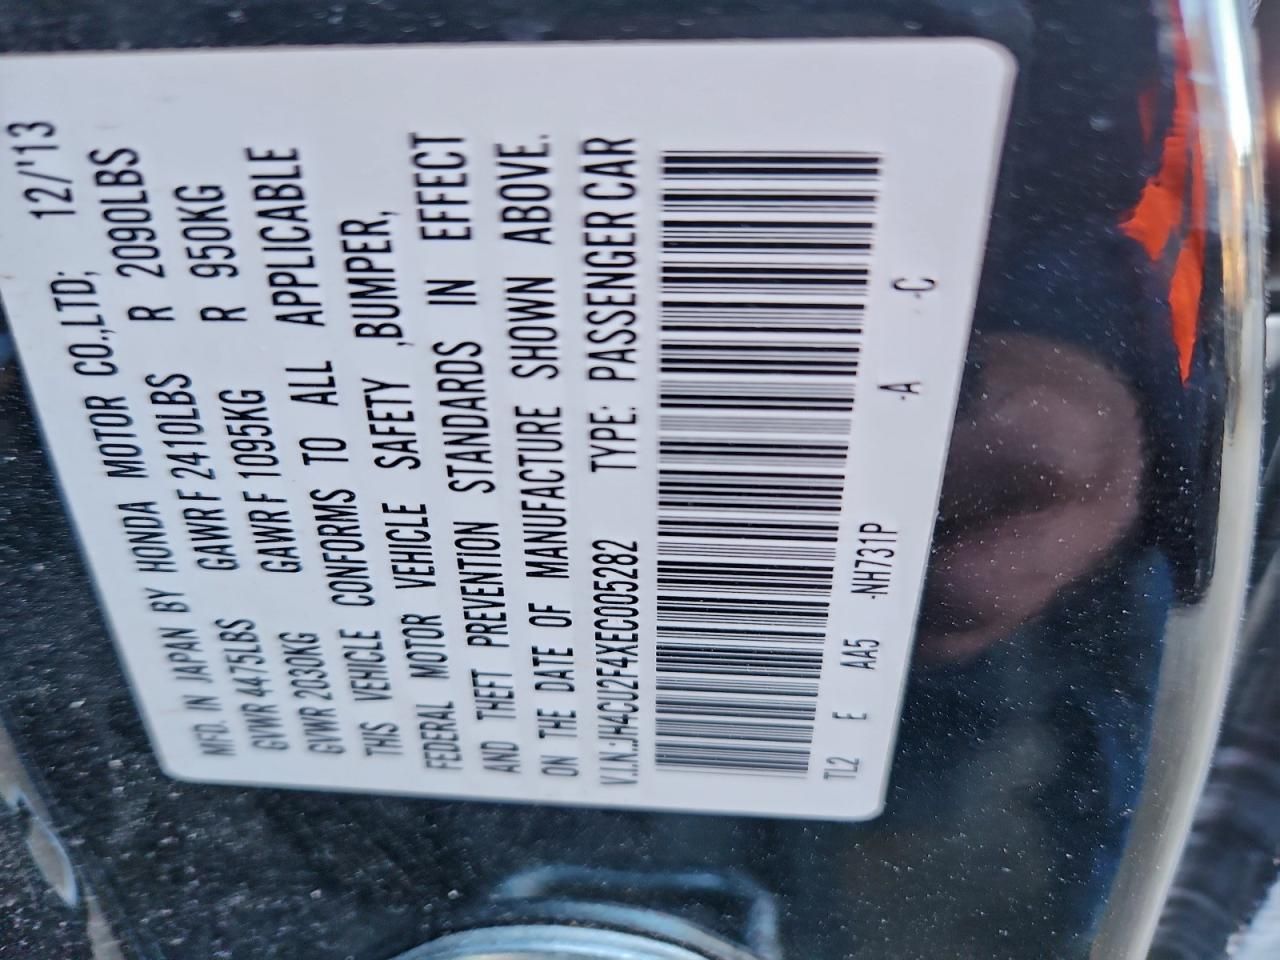 MFD. IN JAPAN BY HONDA MOTOR CO.,LTD; 12/'13
GVWR 4475LBS GAWR F 2410LBS R 2090LBS
GVWR 2030KG GAWR F 1095KG R 950KG
THIS VEHICLE CONFORMS TO ALL APPLICABLE
FEDERAL MOTOR VEHICLE SAFETY ,BUMPER,
AND THEFT PREVENTION STANDARDS IN EFFECT
ON THE DATE OF MANUFACTURE SHOWN ABOVE.
V.I.N.:JH4CU2F4XEC005282 TYPE: PASSENGER CAR
TL2 E AA5 -NH731P -A -C